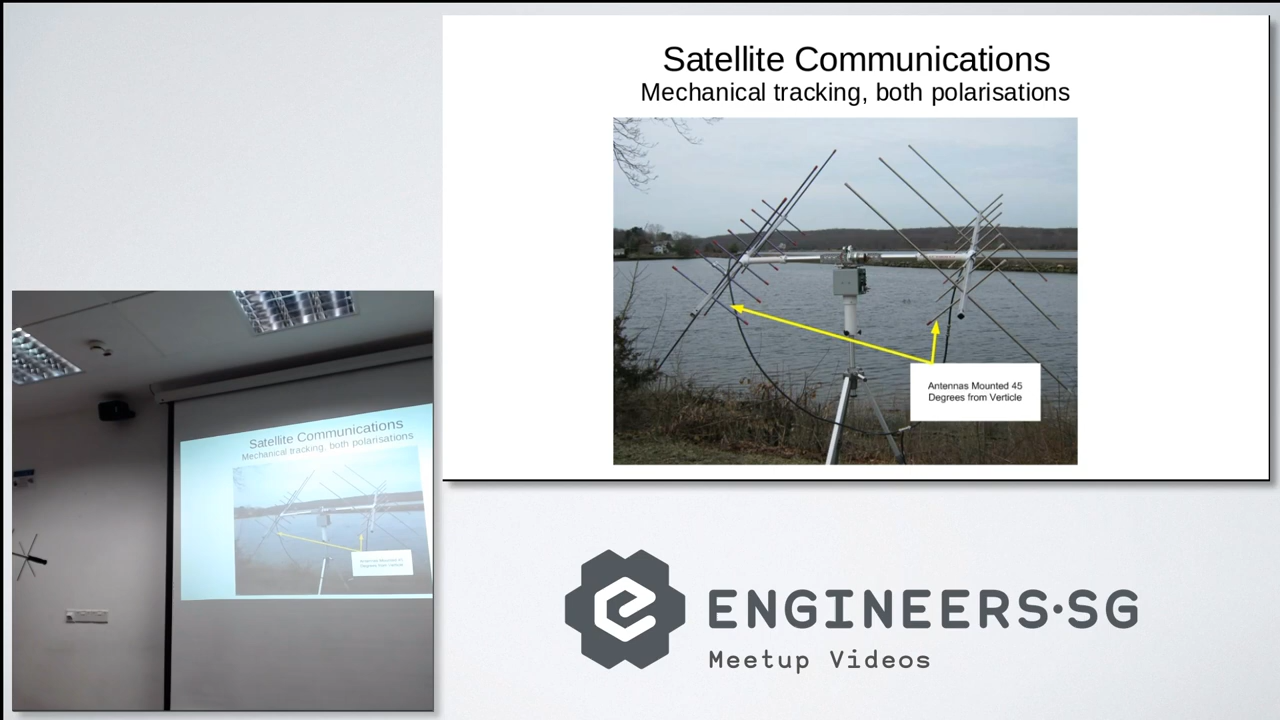 Satellite Communications
Mechanical tracking, both polarisations
Antennas Mounted 45
Degrees from Verticle
Satellite Communications
Mechanical tracking, both polarisations
ENGINEERS·SG
Meetup Videos